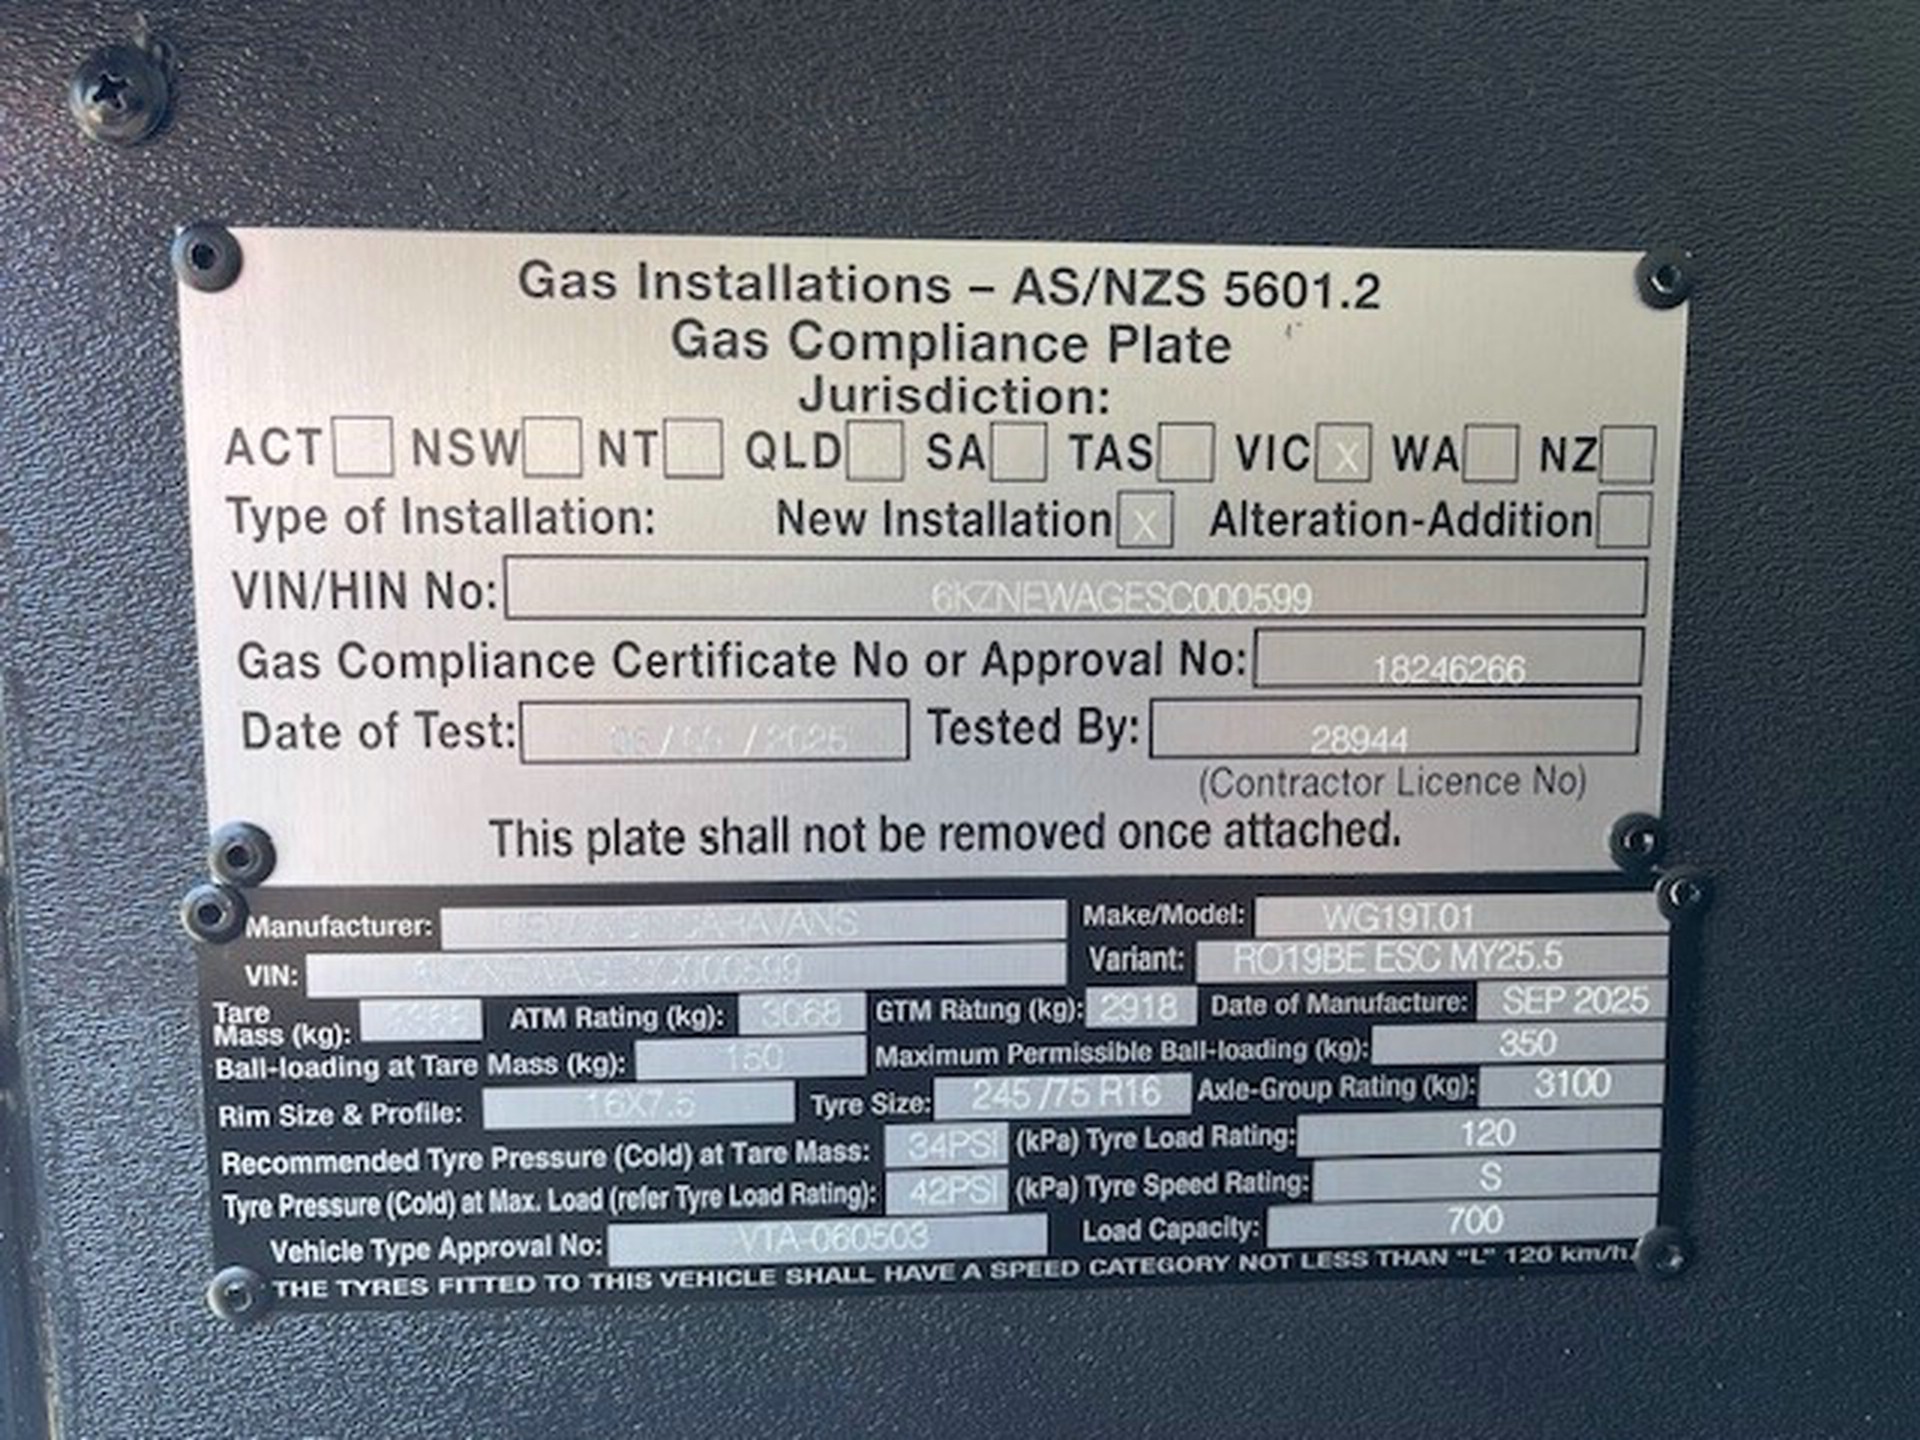 Gas Installations – AS/NZS 5601.2
Gas Compliance Plate
Jurisdiction:
ACT NSW NT QLD SA TAS VIC X WA NZ
Type of Installation: New Installation X Alteration-Addition
VIN/HIN No: 6KZNEWAGESC000599
Gas Compliance Certificate No or Approval No: 18246266
Date of Test: / / 2025 Tested By: 28944
(Contractor Licence No)
This plate shall not be removed once attached.
Manufacturer: CARAVANS Make/Model: WG19T.01
VIN: Variant: RO19BE ESC MY25.5
Tare Mass (kg): ATM Rating (kg): 3068 GTM Rating (kg): 2918 Date of Manufacture: SEP 2025
Ball-loading at Tare Mass (kg): 150 Maximum Permissible Ball-loading (kg): 350
Rim Size & Profile: 16X7.5 Tyre Size: 245 /75 R16 Axle-Group Rating (kg): 3100
Recommended Tyre Pressure (Cold) at Tare Mass: 34PSI (kPa) Tyre Load Rating: 120
Tyre Pressure (Cold) at Max. Load (refer Tyre Load Rating): 42PSI (kPa) Tyre Speed Rating: S
Vehicle Type Approval No: VTA-060503 Load Capacity: 700
THE TYRES FITTED TO THIS VEHICLE SHALL HAVE A SPEED CATEGORY NOT LESS THAN "L" 120 km/h.